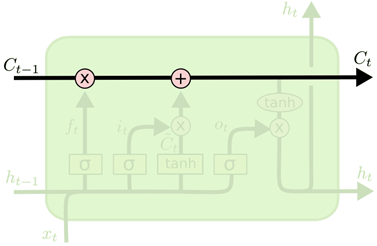 h_t
C_{t-1} × + C_t
tanh
f_t i_t × o_t ×
C̃_t
σ σ tanh σ
h_{t-1} h_t
x_t